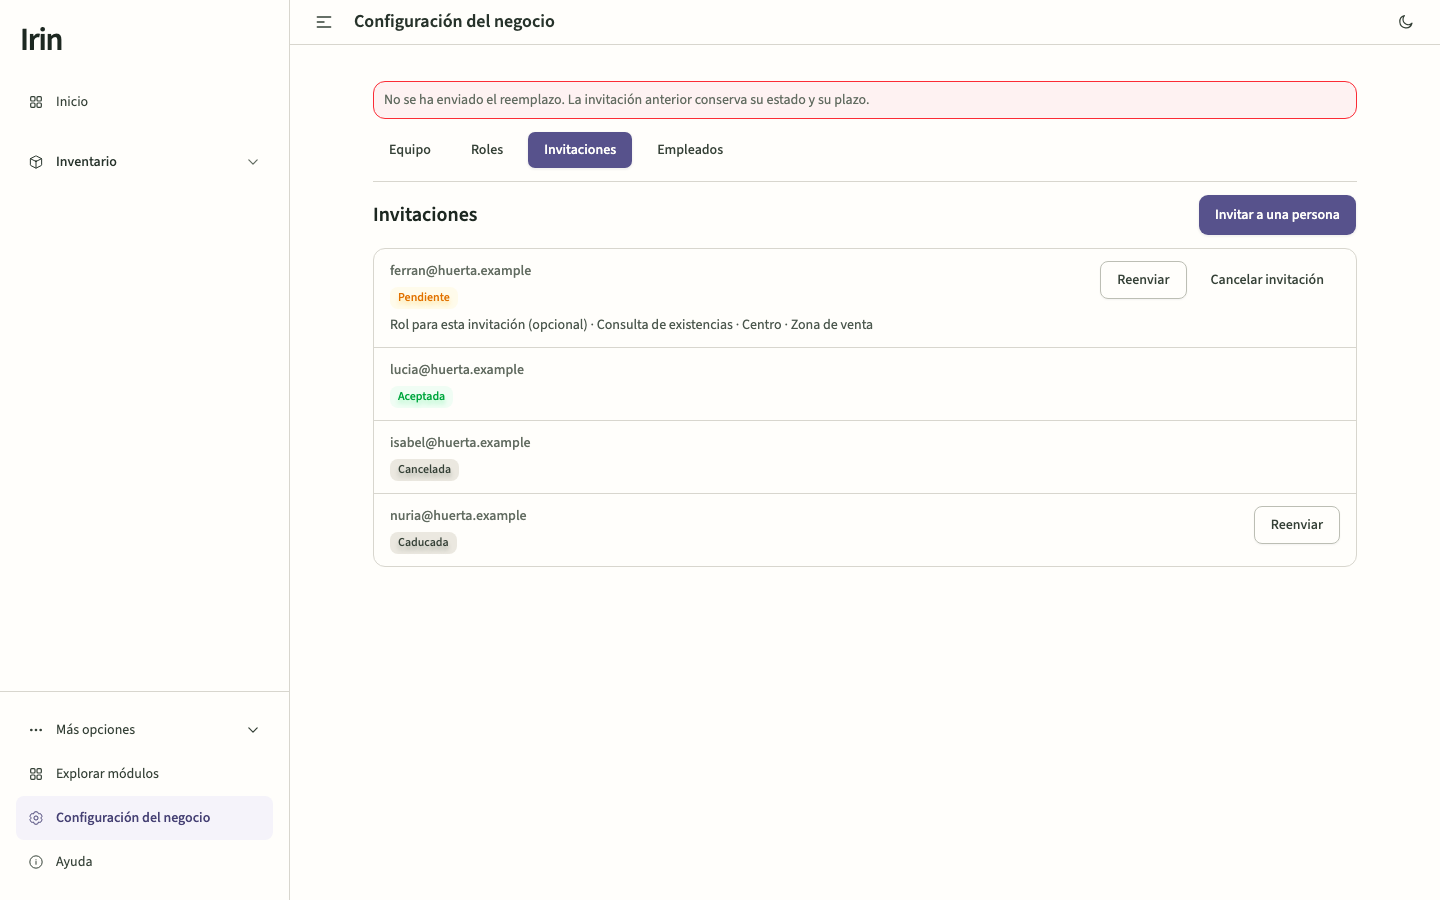 Irin
Inicio
Inventario
Más opciones
Explorar módulos
Configuración del negocio
Ayuda
Configuración del negocio
No se ha enviado el reemplazo. La invitación anterior conserva su estado y su plazo.
Equipo Roles Invitaciones Empleados
Invitaciones
Invitar a una persona
ferran@huerta.example
Reenviar Cancelar invitación
Pendiente
Rol para esta invitación (opcional) · Consulta de existencias · Centro · Zona de venta
lucia@huerta.example
Aceptada
isabel@huerta.example
Cancelada
nuria@huerta.example
Reenviar
Caducada